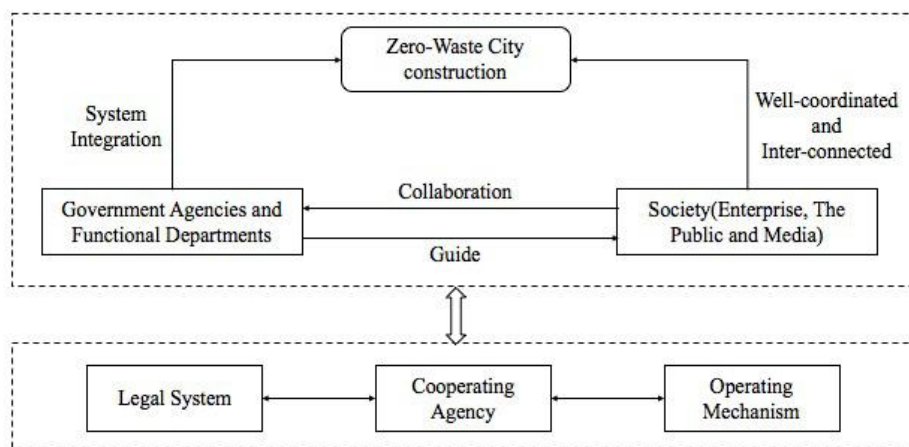 Zero-Waste City
construction
System
Integration
Well-coordinated
and
Inter-connected
Collaboration
Government Agencies and
Functional Departments
Society(Enterprise, The
Public and Media)
Guide
Legal System
Cooperating
Agency
Operating
Mechanism